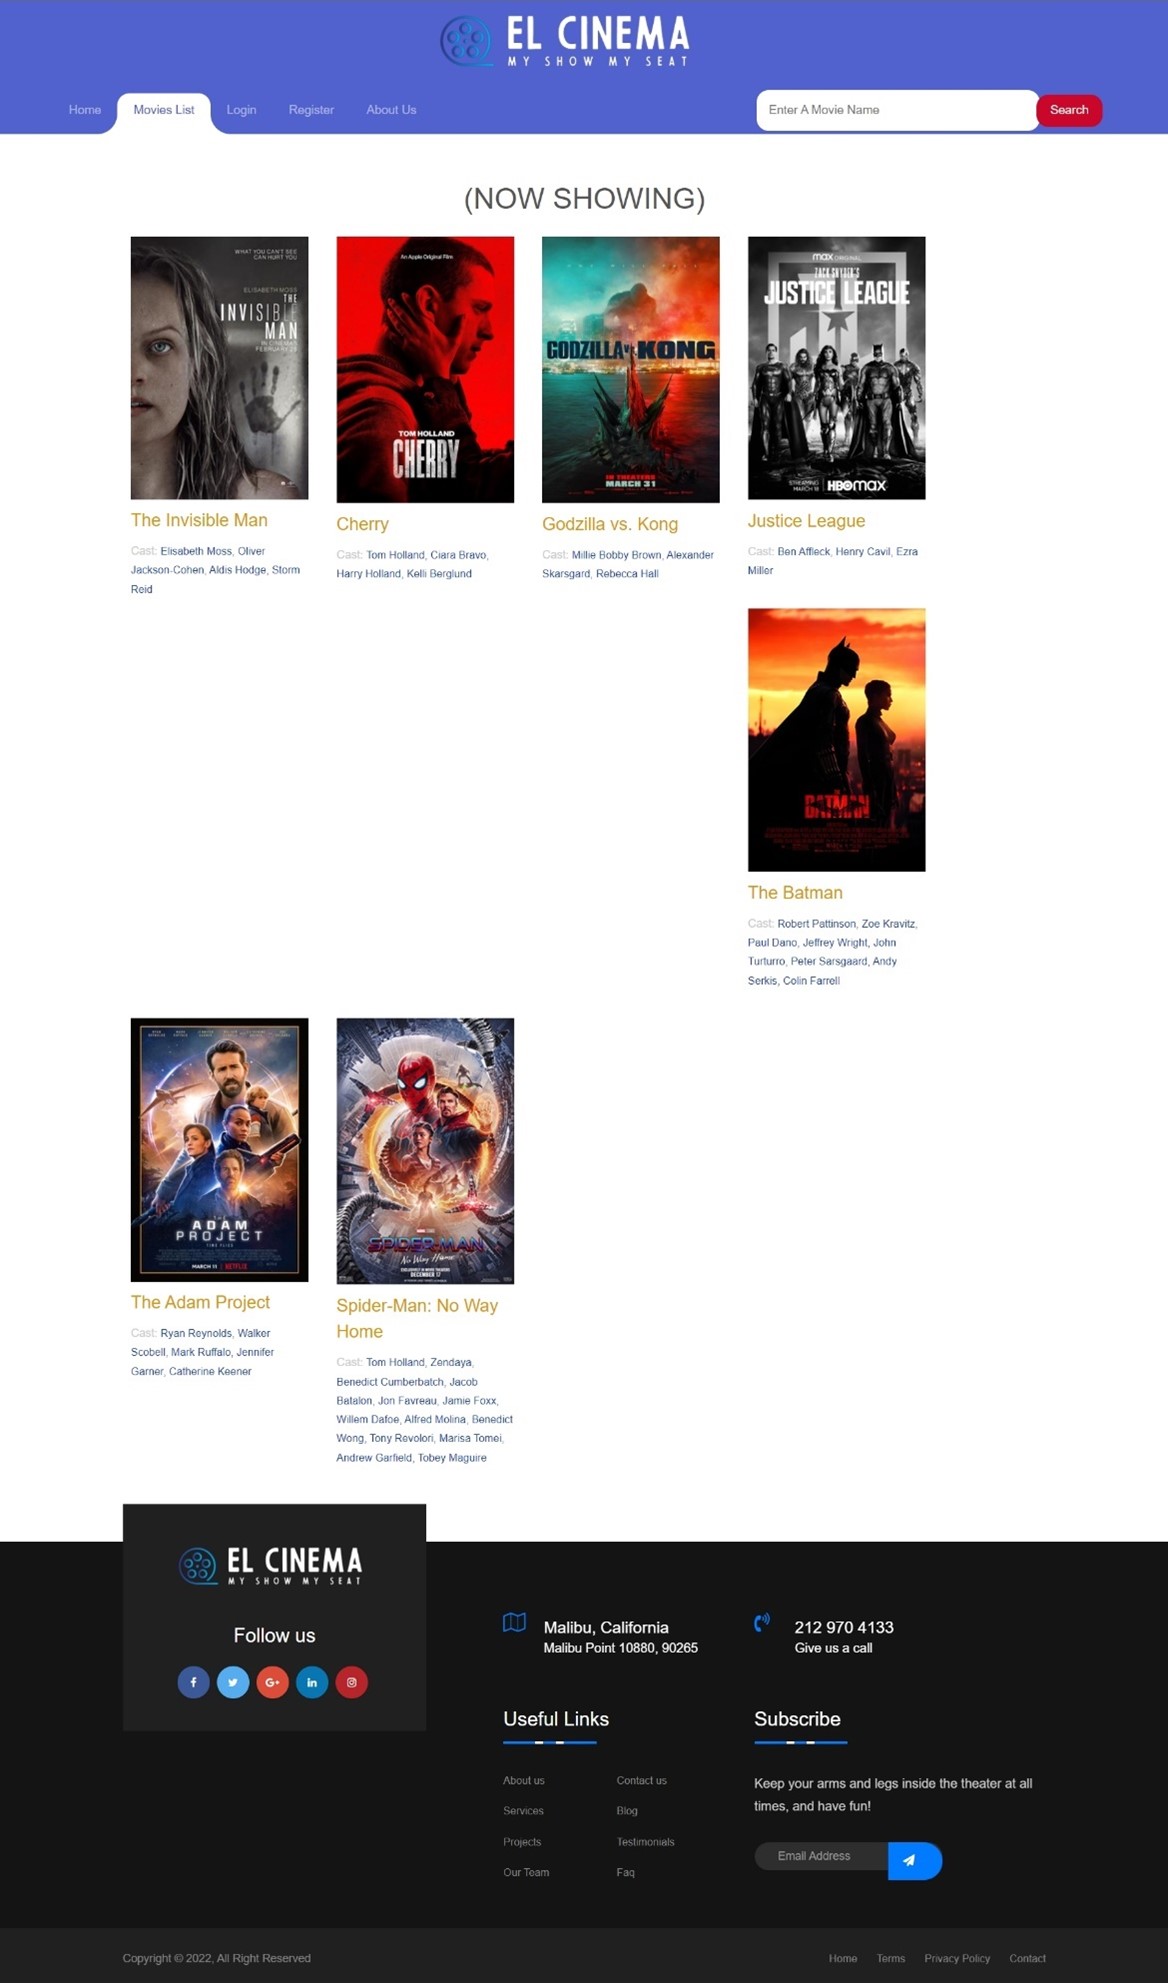 EL CINEMA
MY SHOW MY SEAT
Home
Movies List
Login
Register
About Us
Enter A Movie Name
Search
(NOW SHOWING)
WHAT YOU CAN'T SEE
CAN HURT YOU
ELISABETH MOSS
THE
INVISIBLE
MAN
IN CINEMAS
FEBRUARY
The Invisible Man
Cast: Elisabeth Moss, Oliver
Jackson-Cohen, Aldis Hodge, Storm
Reid
An Apple Original Film
TOM HOLLAND
CHERRY
Cherry
Cast: Tom Holland, Ciara Bravo,
Harry Holland, Kelli Berglund
GODZILLA VS. KONG
IN THEATERS
MARCH 31
Godzilla vs. Kong
Cast: Millie Bobby Brown, Alexander
Skarsgard, Rebecca Hall
max ORIGINAL
ZACK SNYDER'S
JUSTICE LEAGUE
STREAMING
MARCH 18
HBOmax
Justice League
Cast: Ben Affleck, Henry Cavil, Ezra
Miller
BATMAN
The Batman
Cast: Robert Pattinson, Zoe Kravitz,
Paul Dano, Jeffrey Wright, John
Turturro, Peter Sarsgaard, Andy
Serkis, Colin Farrell
THE
ADAM
PROJECT
TIME FLIES
MARCH 11 | NETFLIX
The Adam Project
Cast: Ryan Reynolds, Walker
Scobell, Mark Ruffalo, Jennifer
Garner, Catherine Keener
SPIDER-MAN
No Way Home
EXCLUSIVELY IN MOVIE THEATERS
DECEMBER 17
Spider-Man: No Way
Home
Cast: Tom Holland, Zendaya,
Benedict Cumberbatch, Jacob
Batalon, Jon Favreau, Jamie Foxx,
Willem Dafoe, Alfred Molina, Benedict
Wong, Tony Revolori, Marisa Tomei,
Andrew Garfield, Tobey Maguire
EL CINEMA
MY SHOW MY SEAT
Follow us
Malibu, California
Malibu Point 10880, 90265
212 970 4133
Give us a call
Useful Links
About us
Contact us
Services
Blog
Projects
Testimonials
Our Team
Faq
Subscribe
Keep your arms and legs inside the theater at all
times, and have fun!
Email Address
Copyright © 2022, All Right Reserved
Home
Terms
Privacy Policy
Contact